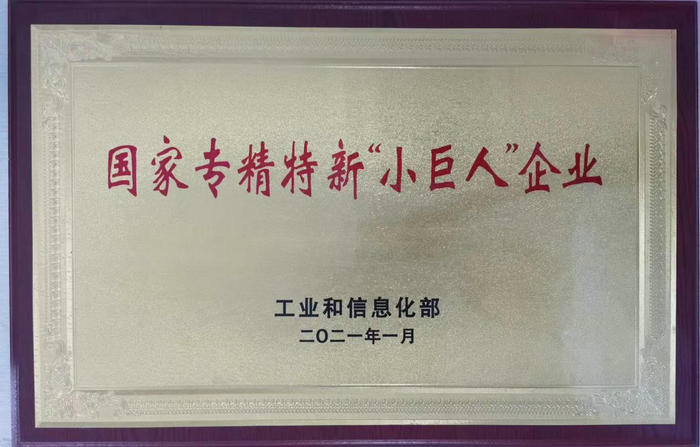 国家专精特新“小巨人”企业
工业和信息化部
二〇二一年一月